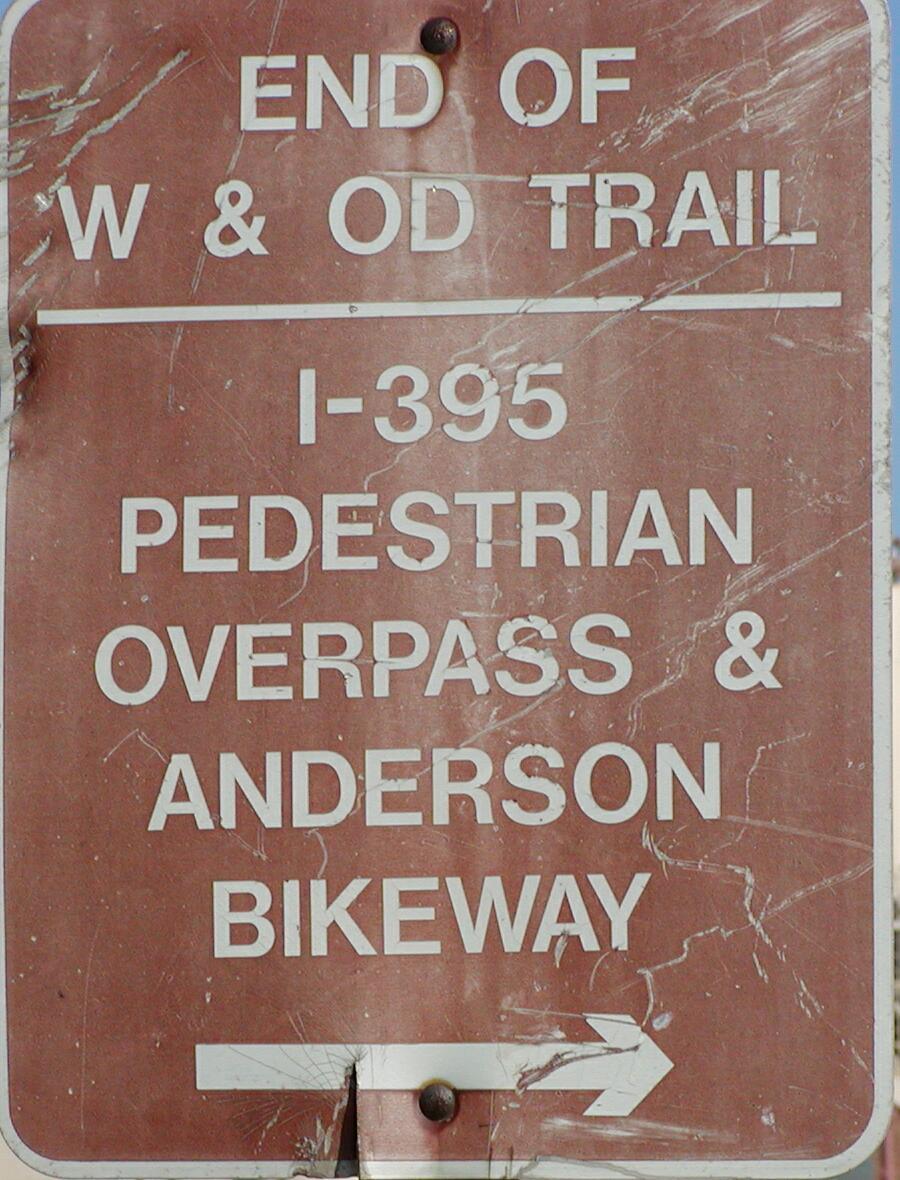 END OF
W & OD TRAIL
I-395
PEDESTRIAN
OVERPASS &
ANDERSON
BIKEWAY